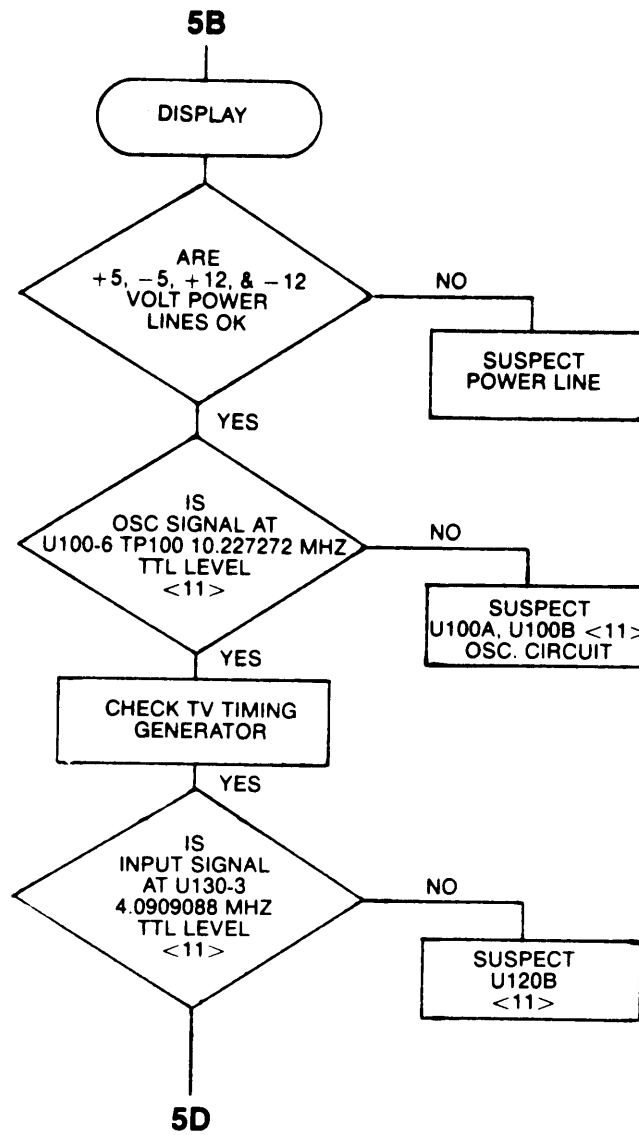 5B
DISPLAY
ARE
+5, −5, +12, & −12
VOLT POWER
LINES OK
NO
SUSPECT
POWER LINE
YES
IS
OSC SIGNAL AT
U100-6 TP100 10.227272 MHZ
TTL LEVEL
<11>
NO
SUSPECT
U100A, U100B <11>
OSC. CIRCUIT
YES
CHECK TV TIMING
GENERATOR
YES
IS
INPUT SIGNAL
AT U130-3
4.0909088 MHZ
TTL LEVEL
<11>
NO
SUSPECT
U120B
<11>
5D